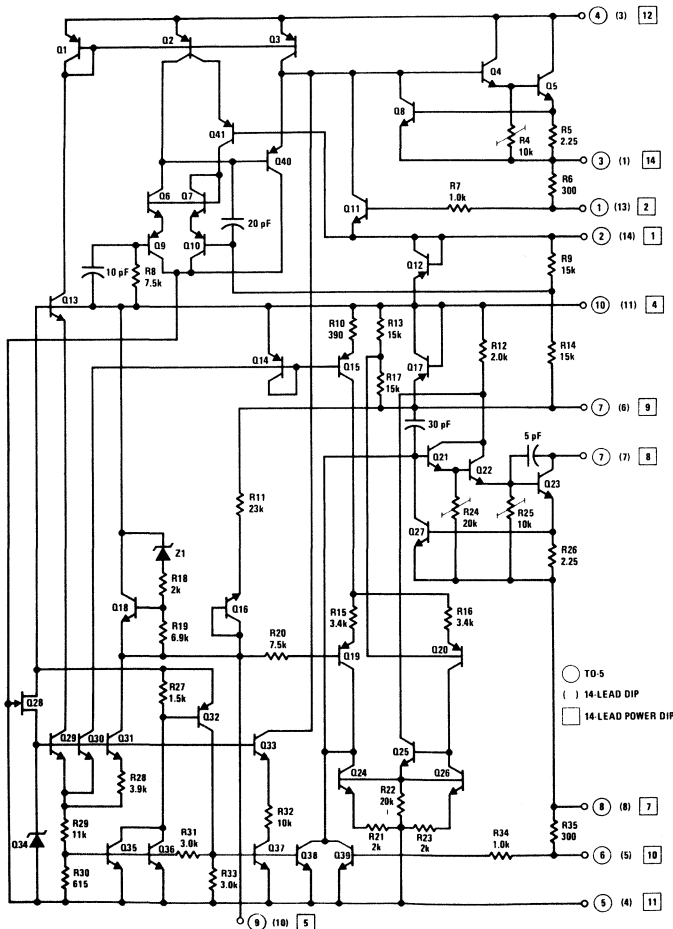 Q1
Q2
Q3
4 (3) 12
Q4
Q5
Q8
R4
10k
R5
2.25
Q41
Q40
3 (1) 14
R6
300
R7
1.0k
Q6
Q7
Q11
1 (13) 2
20 pF
2 (14) 1
Q9
Q10
Q12
R9
15k
10 pF
R8
7.5k
Q13
10 (11) 4
R10
390
R13
15k
R12
2.0k
R14
15k
Q14
Q15
Q17
R17
15k
7 (6) 9
30 pF
5 pF
Q21
Q22
7 (7) 8
Q23
R11
23k
R24
20k
R25
10k
Q27
R26
2.25
Z1
R18
2k
Q18
R19
6.9k
Q16
R15
3.4k
R16
3.4k
R20
7.5k
Q19
Q20
TO-5
( ) 14-LEAD DIP
14-LEAD POWER DIP
R27
1.5k
Q32
Q28
Q29
Q30
Q31
Q33
Q25
Q24
Q26
R22
20k
8 (8) 7
R28
3.9k
R32
10k
R21
2k
R23
2k
R35
300
R29
11k
R34
1.0k
Q34
R31
3.0k
6 (5) 10
Q35
Q36
Q37
Q38
Q39
R30
615
R33
3.0k
5 (4) 11
9 (10) 5